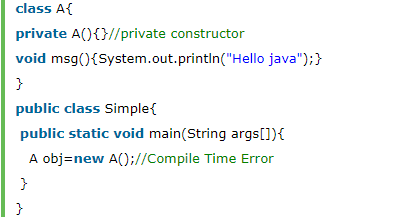 class A{
private A(){}//private constructor
void msg(){System.out.println("Hello java");}
}
public class Simple{
public static void main(String args[]){
A obj=new A();//Compile Time Error
}
}